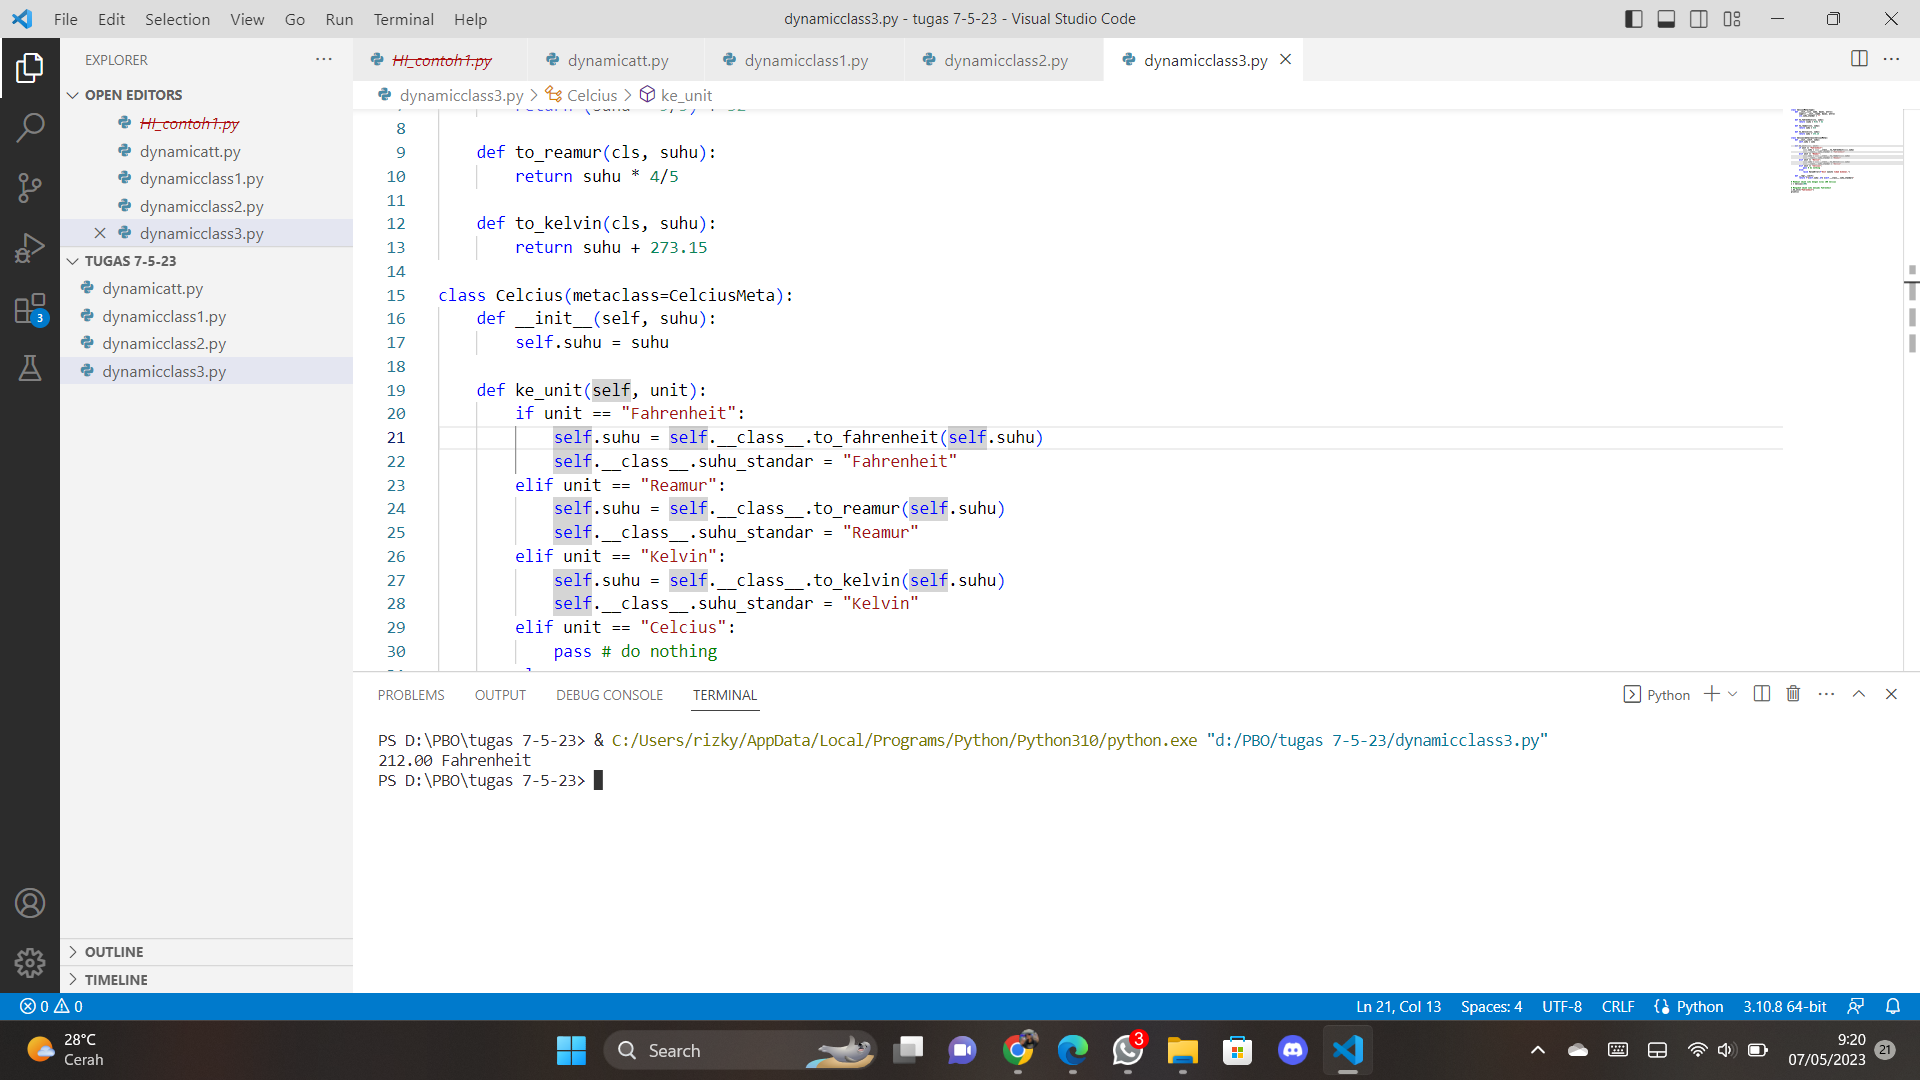 File Edit Selection View Go Run Terminal Help
dynamicclass3.py - tugas 7-5-23 - Visual Studio Code
EXPLORER
OPEN EDITORS
HI_contoh1.py
dynamicatt.py
dynamicclass1.py
dynamicclass2.py
dynamicclass3.py
TUGAS 7-5-23
dynamicatt.py
dynamicclass1.py
dynamicclass2.py
dynamicclass3.py
3
OUTLINE
TIMELINE
HI_contoh1.py dynamicatt.py dynamicclass1.py dynamicclass2.py dynamicclass3.py
dynamicclass3.py > Celcius > ke_unit
8
9 def to_reamur(cls, suhu):
10 return suhu * 4/5
11
12 def to_kelvin(cls, suhu):
13 return suhu + 273.15
14
15 class Celcius(metaclass=CelciusMeta):
16 def __init__(self, suhu):
17 self.suhu = suhu
18
19 def ke_unit(self, unit):
20 if unit == "Fahrenheit":
21 self.suhu = self.__class__.to_fahrenheit(self.suhu)
22 self.__class__.suhu_standar = "Fahrenheit"
23 elif unit == "Reamur":
24 self.suhu = self.__class__.to_reamur(self.suhu)
25 self.__class__.suhu_standar = "Reamur"
26 elif unit == "Kelvin":
27 self.suhu = self.__class__.to_kelvin(self.suhu)
28 self.__class__.suhu_standar = "Kelvin"
29 elif unit == "Celcius":
30 pass # do nothing
PROBLEMS OUTPUT DEBUG CONSOLE TERMINAL
Python
PS D:\PBO\tugas 7-5-23> & C:/Users/rizky/AppData/Local/Programs/Python/Python310/python.exe "d:/PBO/tugas 7-5-23/dynamicclass3.py"
212.00 Fahrenheit
PS D:\PBO\tugas 7-5-23>
0 0
Ln 21, Col 13 Spaces: 4 UTF-8 CRLF Python 3.10.8 64-bit
28°C
Cerah
Search
3
9:20
07/05/2023
21